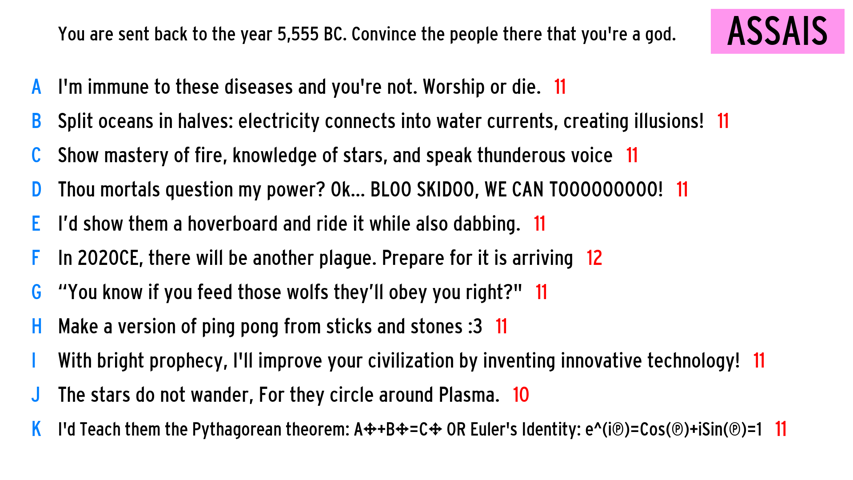 You are sent back to the year 5,555 BC. Convince the people there that you're a god.
ASSAIS
A I'm immune to these diseases and you're not. Worship or die. 11
B Split oceans in halves: electricity connects into water currents, creating illusions! 11
C Show mastery of fire, knowledge of stars, and speak thunderous voice 11
D Thou mortals question my power? Ok... BLOO SKIDOO, WE CAN TOOOOOOOOO! 11
E I’d show them a hoverboard and ride it while also dabbing. 11
F In 2020CE, there will be another plague. Prepare for it is arriving 12
G “You know if you feed those wolfs they’ll obey you right?" 11
H Make a version of ping pong from sticks and stones :3 11
I With bright prophecy, I'll improve your civilization by inventing innovative technology! 11
J The stars do not wander, For they circle around Plasma. 10
K I'd Teach them the Pythagorean theorem: A✢+B✢=C✢ OR Euler's Identity: e^(i℗)=Cos(℗)+iSin(℗)=1 11